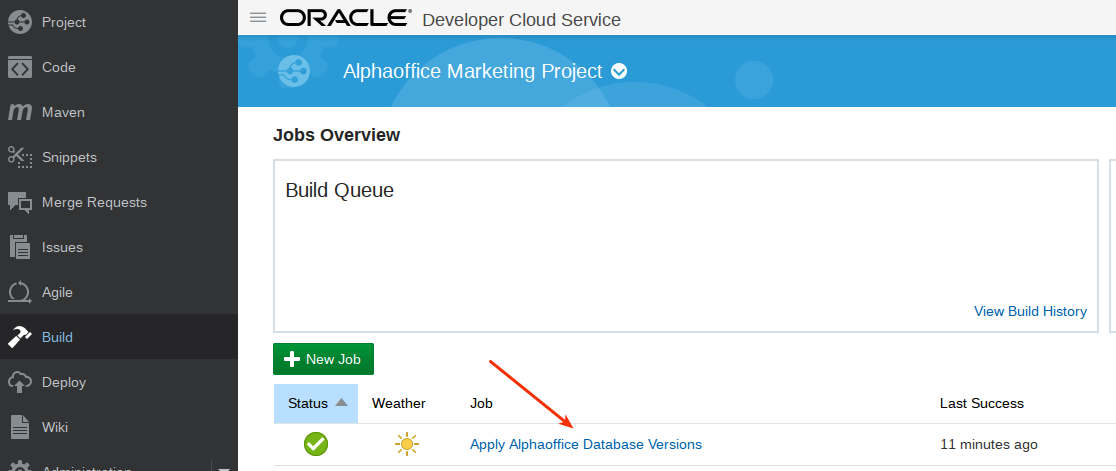 Project
Code
Maven
Snippets
Merge Requests
Issues
Agile
Build
Deploy
Wiki
Administration
ORACLE® Developer Cloud Service
Alphaoffice Marketing Project
Jobs Overview
Build Queue
View Build History
New Job
Status Weather Job Last Success
Apply Alphaoffice Database Versions 11 minutes ago